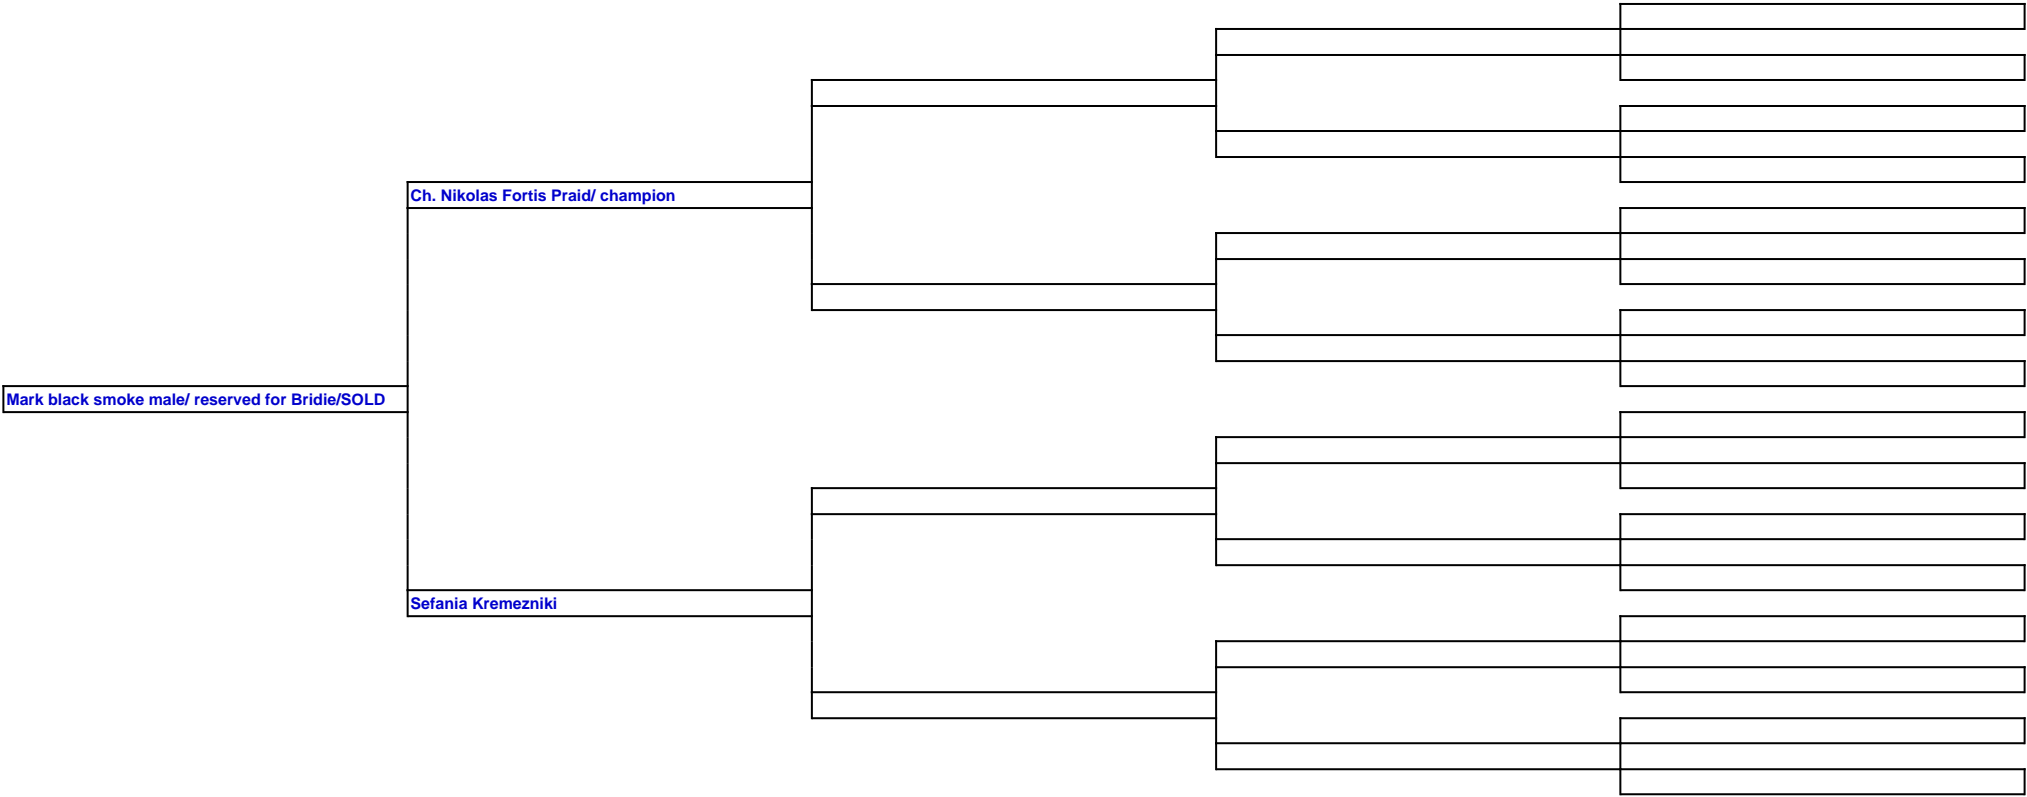 Ch. Nikolas Fortis Praid/ champion
Mark black smoke male/ reserved for Bridie/SOLD
Sefania Kremezniki